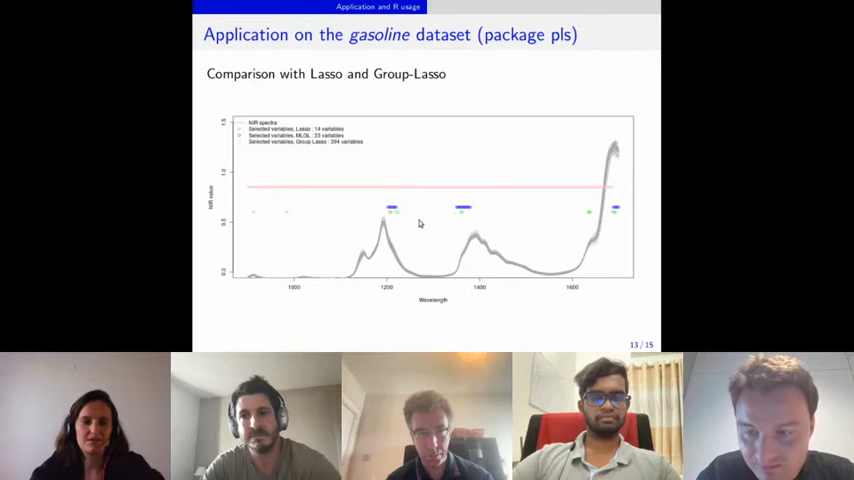 Application and R usage
Application on the gasoline dataset (package pls)
Comparison with Lasso and Group-Lasso
NIR spectra
Selected variables, Lasso : 14 variables
Selected variables, MLGL : 33 variables
Selected variables, Group Lasso : 394 variables
1.5
1.0
0.5
0.0
NIR value
1000
1200
1400
1600
Wavelength
13 / 15